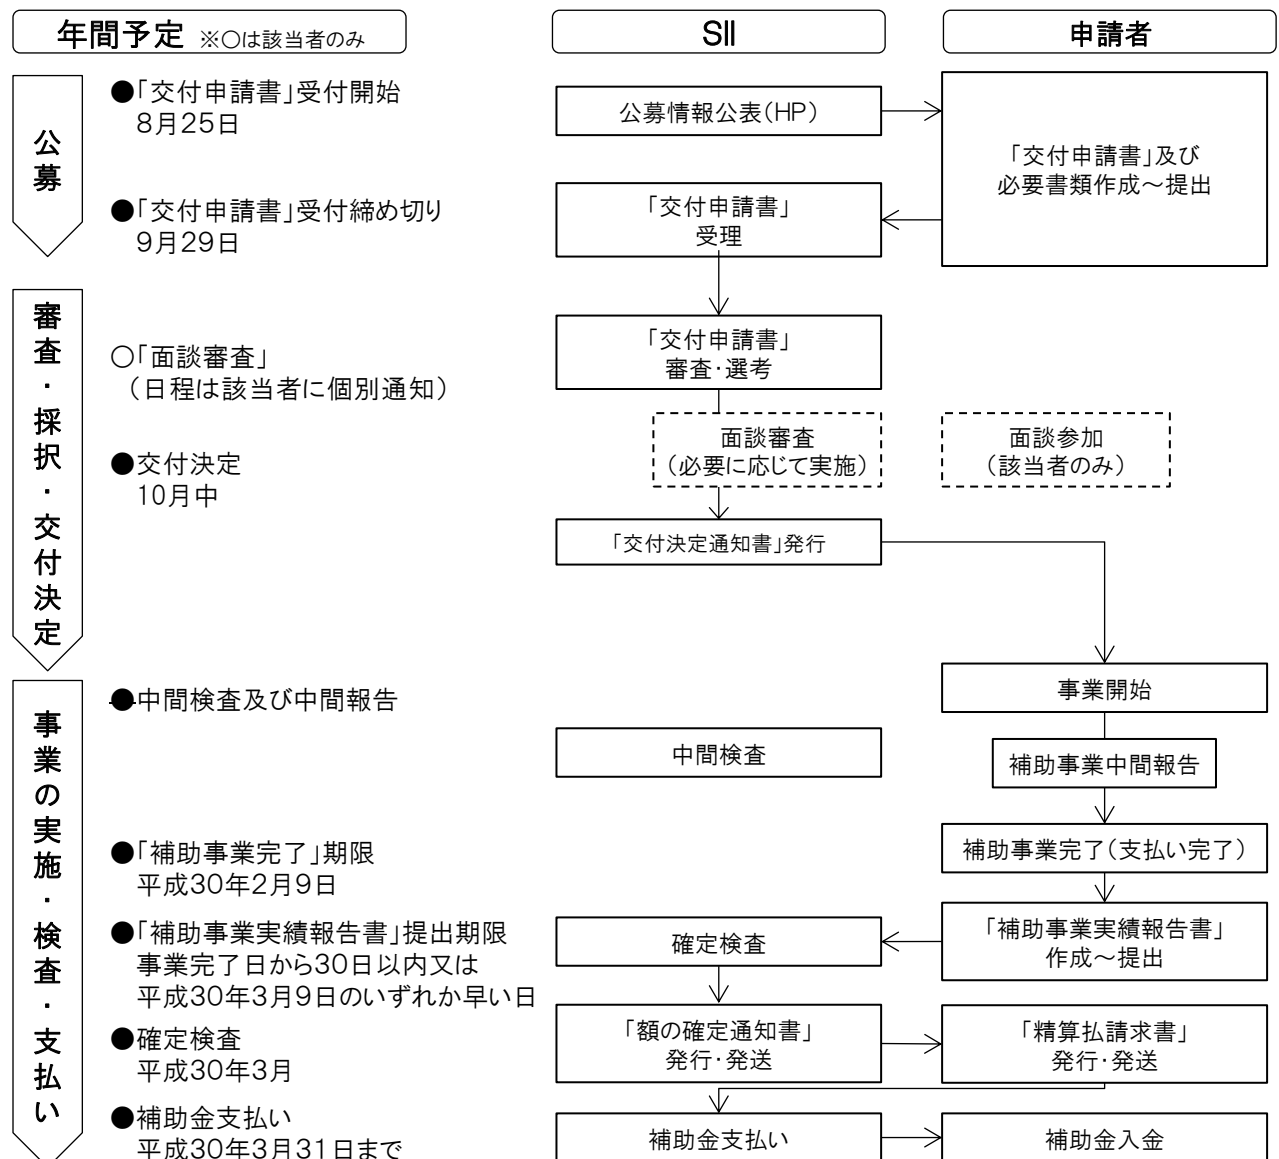 年間予定 ※○は該当者のみ
SII
申請者
公募
●「交付申請書」受付開始
8月25日
●「交付申請書」受付締め切り
9月29日
公募情報公表(HP)
「交付申請書」及び
必要書類作成~提出
「交付申請書」
受理
審査・採択・交付決定
○「面談審査」
(日程は該当者に個別通知)
●交付決定
10月中
「交付申請書」
審査・選考
面談審査
(必要に応じて実施)
面談参加
(該当者のみ)
「交付決定通知書」発行
事業の実施・検査・支払い
●中間検査及び中間報告
事業開始
中間検査
補助事業中間報告
●「補助事業完了」期限
平成30年2月9日
補助事業完了(支払い完了)
●「補助事業実績報告書」提出期限
事業完了日から30日以内又は
平成30年3月9日のいずれか早い日
確定検査
「補助事業実績報告書」
作成~提出
●確定検査
平成30年3月
「額の確定通知書」
発行・発送
「精算払請求書」
発行・発送
●補助金支払い
平成30年3月31日まで
補助金支払い
補助金入金